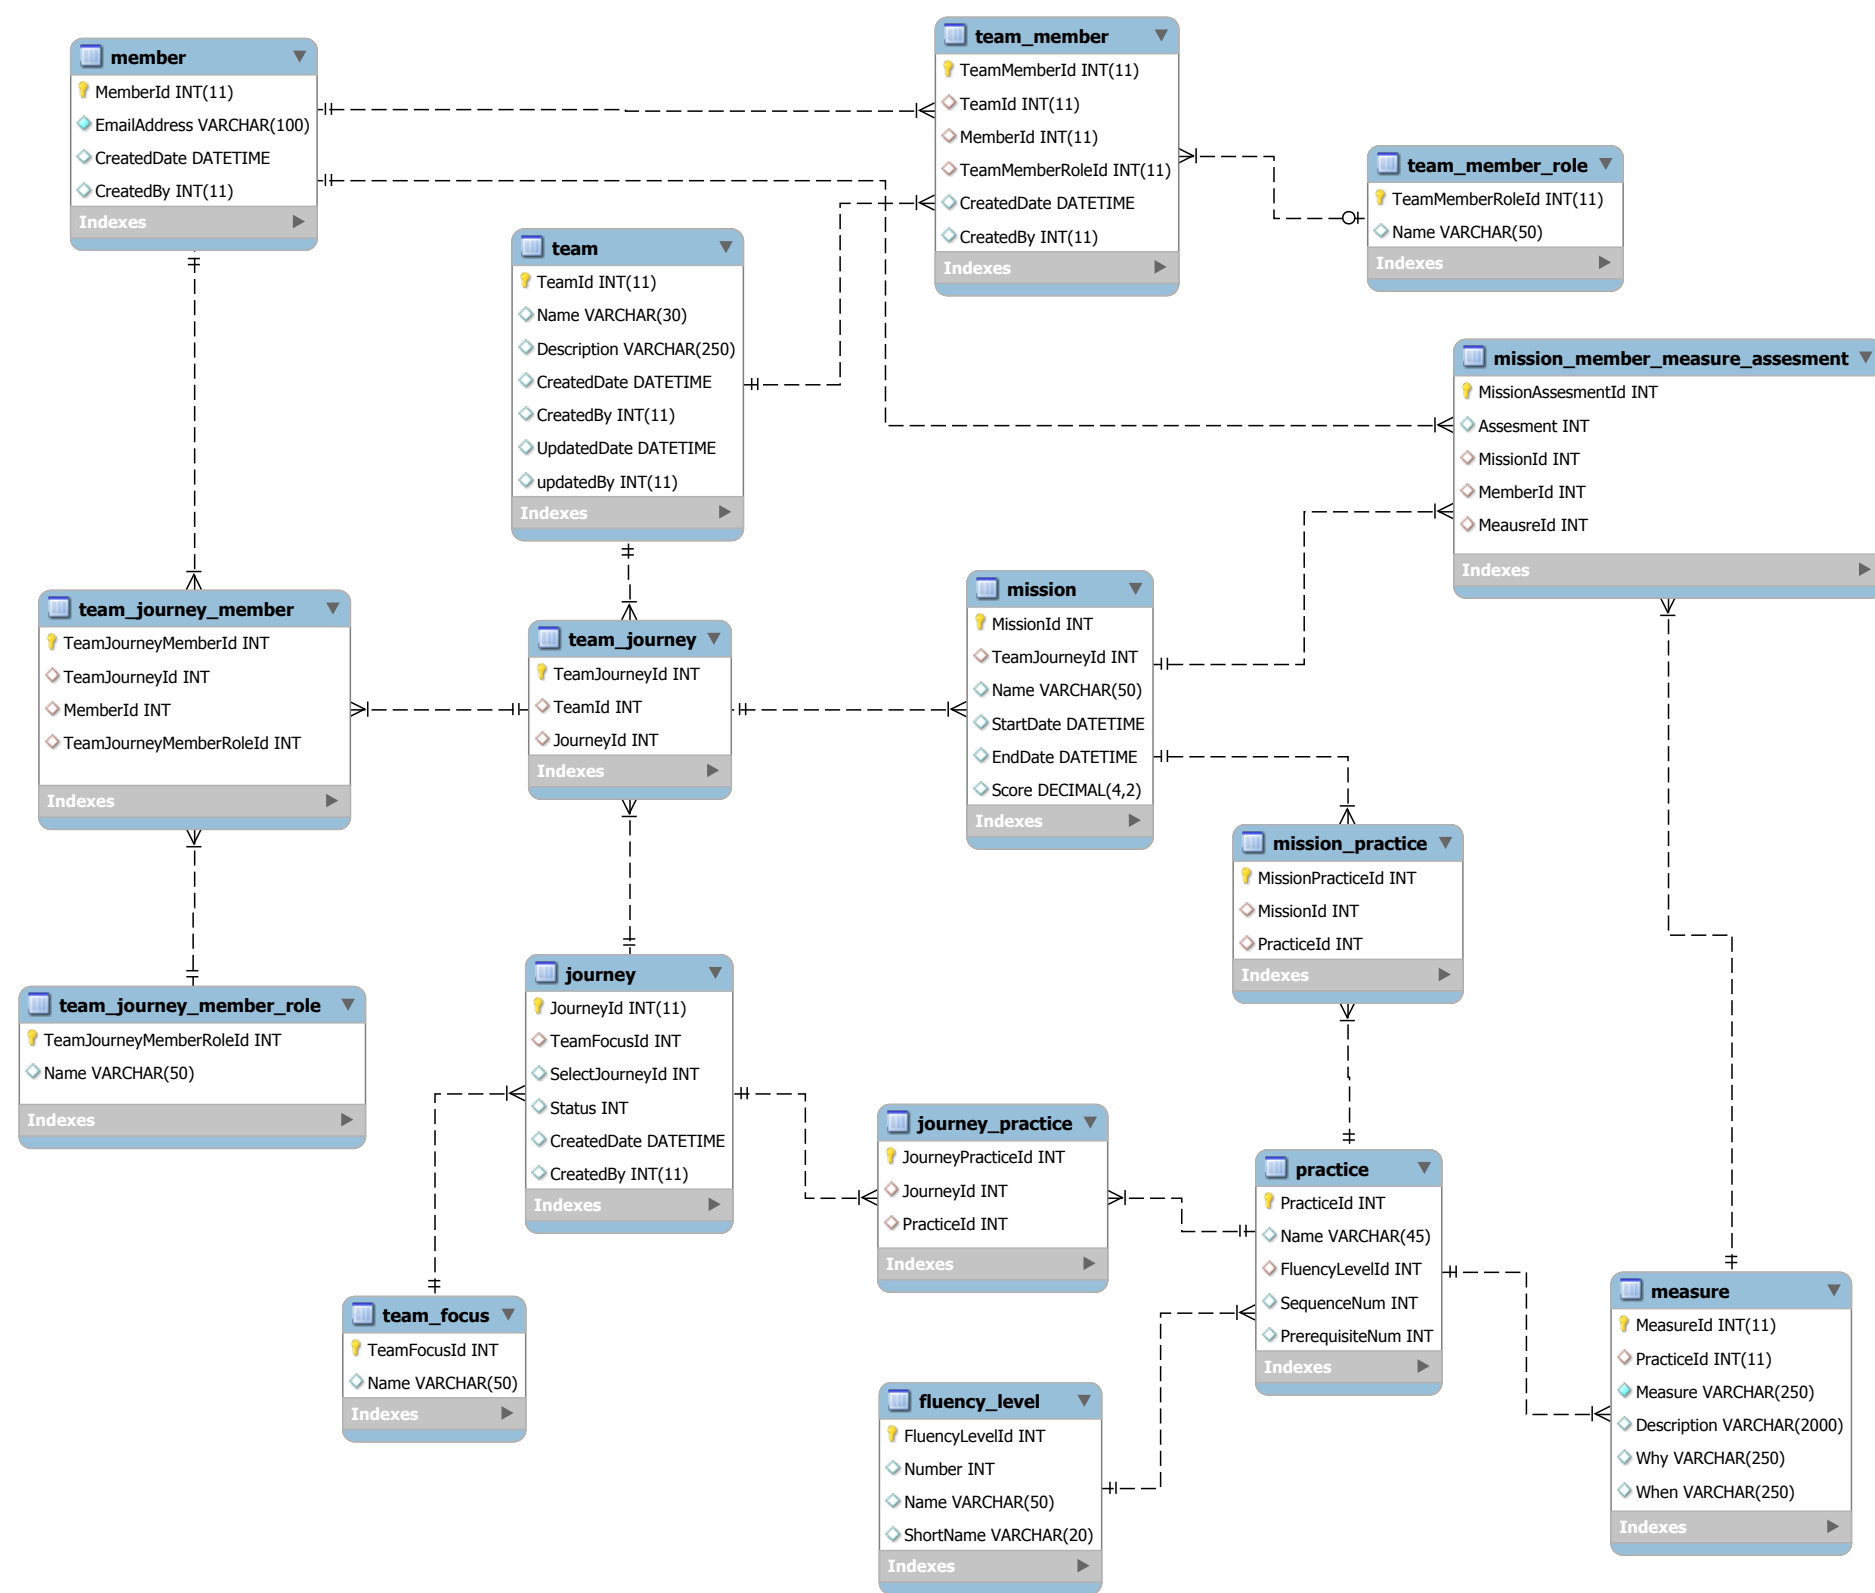 member
MemberId INT(11)
EmailAddress VARCHAR(100)
CreatedDate DATETIME
CreatedBy INT(11)
Indexes
team_member
TeamMemberId INT(11)
TeamId INT(11)
MemberId INT(11)
TeamMemberRoleId INT(11)
CreatedDate DATETIME
CreatedBy INT(11)
Indexes
team_member_role
TeamMemberRoleId INT(11)
Name VARCHAR(50)
Indexes
team
TeamId INT(11)
Name VARCHAR(30)
Description VARCHAR(250)
CreatedDate DATETIME
CreatedBy INT(11)
UpdatedDate DATETIME
updatedBy INT(11)
Indexes
mission_member_measure_assesment
MissionAssesmentId INT
Assesment INT
MissionId INT
MemberId INT
MeausreId INT
Indexes
team_journey_member
TeamJourneyMemberId INT
TeamJourneyId INT
MemberId INT
TeamJourneyMemberRoleId INT
Indexes
team_journey
TeamJourneyId INT
TeamId INT
JourneyId INT
Indexes
mission
MissionId INT
TeamJourneyId INT
Name VARCHAR(50)
StartDate DATETIME
EndDate DATETIME
Score DECIMAL(4,2)
Indexes
mission_practice
MissionPracticeId INT
MissionId INT
PracticeId INT
Indexes
team_journey_member_role
TeamJourneyMemberRoleId INT
Name VARCHAR(50)
Indexes
journey
JourneyId INT(11)
TeamFocusId INT
SelectJourneyId INT
Status INT
CreatedDate DATETIME
CreatedBy INT(11)
Indexes
journey_practice
JourneyPracticeId INT
JourneyId INT
PracticeId INT
Indexes
practice
PracticeId INT
Name VARCHAR(45)
FluencyLevelId INT
SequenceNum INT
PrerequisiteNum INT
Indexes
measure
MeasureId INT(11)
PracticeId INT(11)
Measure VARCHAR(250)
Description VARCHAR(2000)
Why VARCHAR(250)
When VARCHAR(250)
Indexes
team_focus
TeamFocusId INT
Name VARCHAR(50)
Indexes
fluency_level
FluencyLevelId INT
Number INT
Name VARCHAR(50)
ShortName VARCHAR(20)
Indexes